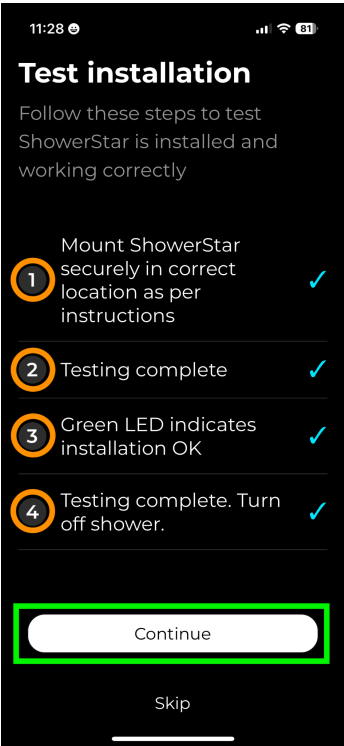 11:28
81
Test installation
Follow these steps to test
ShowerStar is installed and
working correctly
1
Mount ShowerStar
securely in correct
location as per
instructions
2
Testing complete
3
Green LED indicates
installation OK
4
Testing complete. Turn
off shower.
Continue
Skip